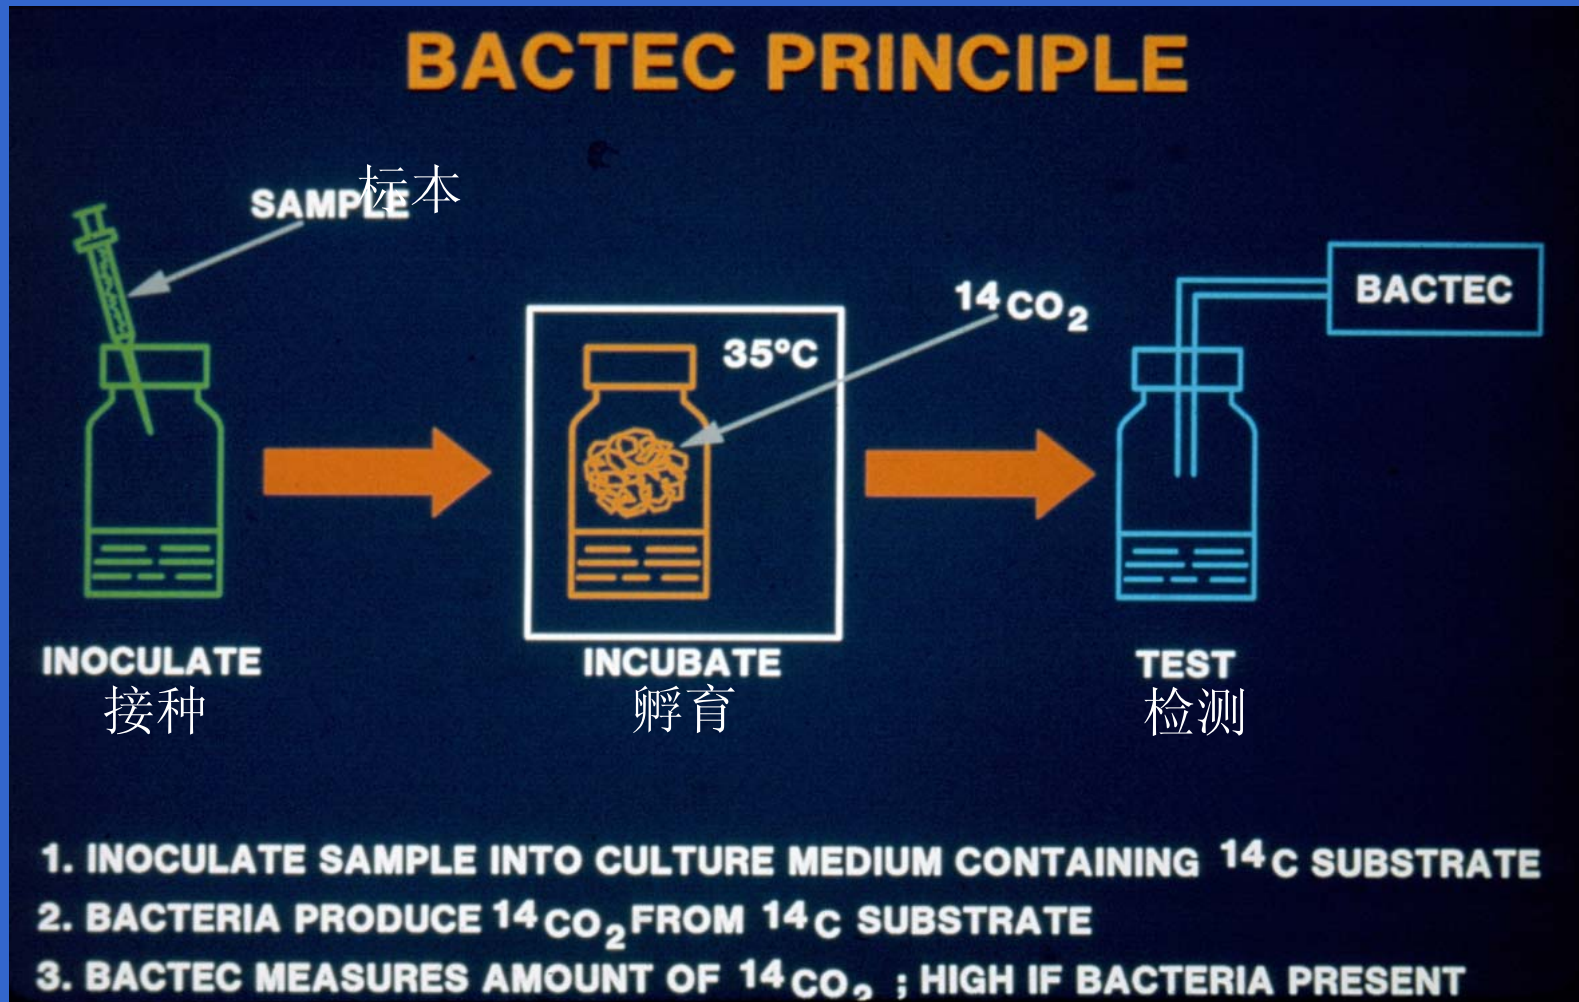 BACTEC PRINCIPLE
SAMPLE 标本
14CO2
35°C
BACTEC
INOCULATE
接种
INCUBATE
孵育
TEST
检测
1. INOCULATE SAMPLE INTO CULTURE MEDIUM CONTAINING 14C SUBSTRATE
2. BACTERIA PRODUCE 14CO2 FROM 14C SUBSTRATE
3. BACTEC MEASURES AMOUNT OF 14CO2 ; HIGH IF BACTERIA PRESENT